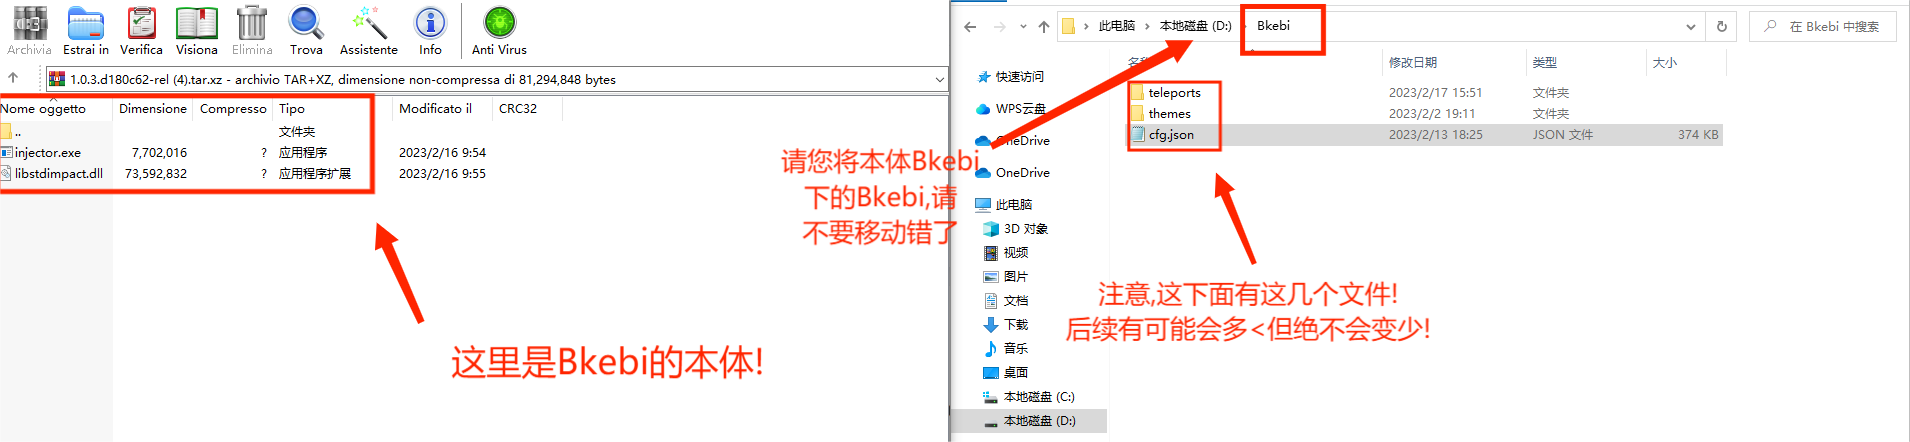 Archivia
Estrai in
Verifica
Visiona
Elimina
Trova
Assistente
Info
Anti Virus
1.0.3.d180c62-rel (4).tar.xz - archivio TAR+XZ, dimensione non-compressa di 81,294,848 bytes
Nome oggetto Dimensione Compresso Tipo Modificato il CRC32
.. 文件夹
injector.exe 7,702,016 ? 应用程序 2023/2/16 9:54
libstdimpact.dll 73,592,832 ? 应用程序扩展 2023/2/16 9:55
这里是Bkebi的本体!
请您将本体Bkebi
下的Bkebi,请
不要移动错了
此电脑 本地磁盘 (D:) Bkebi
在 Bkebi 中搜索
修改日期 类型 大小
快速访问
WPS云盘
OneDrive
OneDrive
此电脑
3D 对象
视频
图片
文档
下载
音乐
桌面
本地磁盘 (C:)
本地磁盘 (D:)
teleports 2023/2/17 15:51 文件夹
themes 2023/2/2 19:11 文件夹
cfg.json 2023/2/13 18:25 JSON 文件 374 KB
注意,这下面有这几个文件!
后续有可能会多<但绝不会变少!